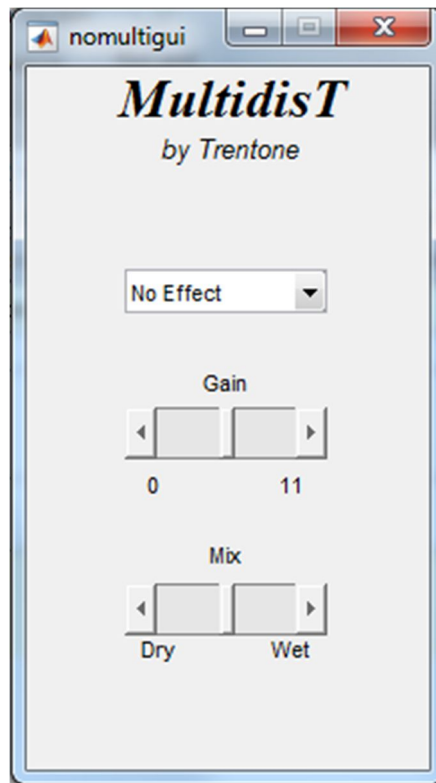 nomultigui
MultidisT
by Trentone
No Effect
Gain
0 11
Mix
Dry Wet